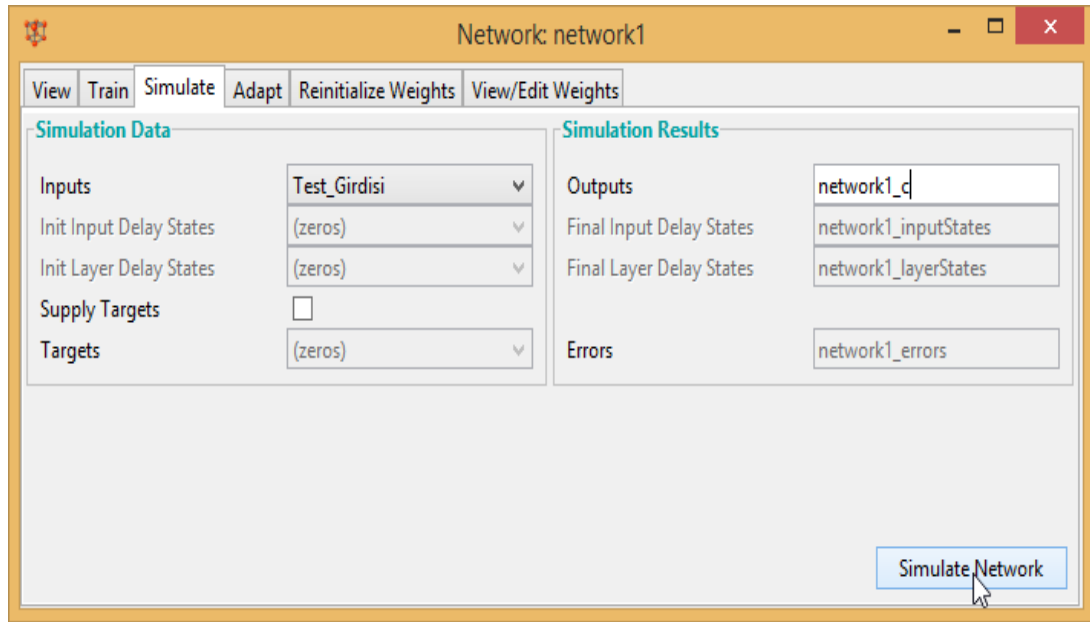 Network: network1
View Train Simulate Adapt Reinitialize Weights View/Edit Weights
Simulation Data
Inputs Test_Girdisi
Init Input Delay States (zeros)
Init Layer Delay States (zeros)
Supply Targets
Targets (zeros)
Simulation Results
Outputs network1_c
Final Input Delay States network1_inputStates
Final Layer Delay States network1_layerStates
Errors network1_errors
Simulate Network